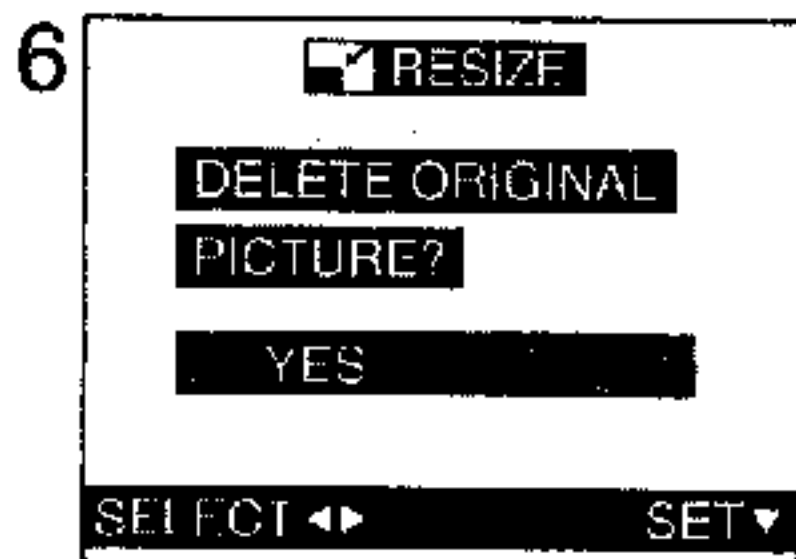 6
RESIZE
DELETE ORIGINAL
PICTURE?
YES
SELECT ◀▶ SET ▼